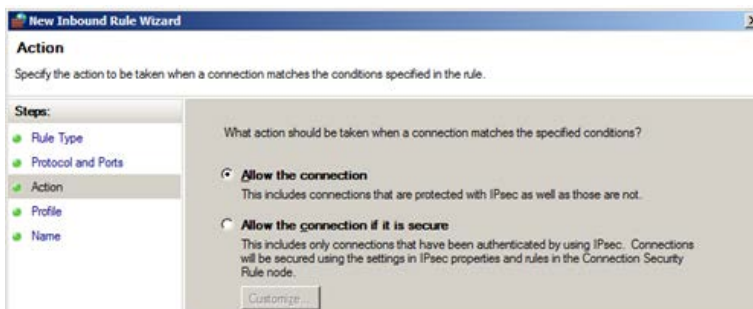 New Inbound Rule Wizard
Action
Specify the action to be taken when a connection matches the conditions specified in the rule.
Steps:
Rule Type
Protocol and Ports
Action
Profile
Name
What action should be taken when a connection matches the specified conditions?
Allow the connection
This includes connections that are protected with IPsec as well as those are not.
Allow the connection if it is secure
This includes only connections that have been authenticated by using IPsec. Connections
will be secured using the settings in IPsec properties and rules in the Connection Security
Rule node.
Customize...